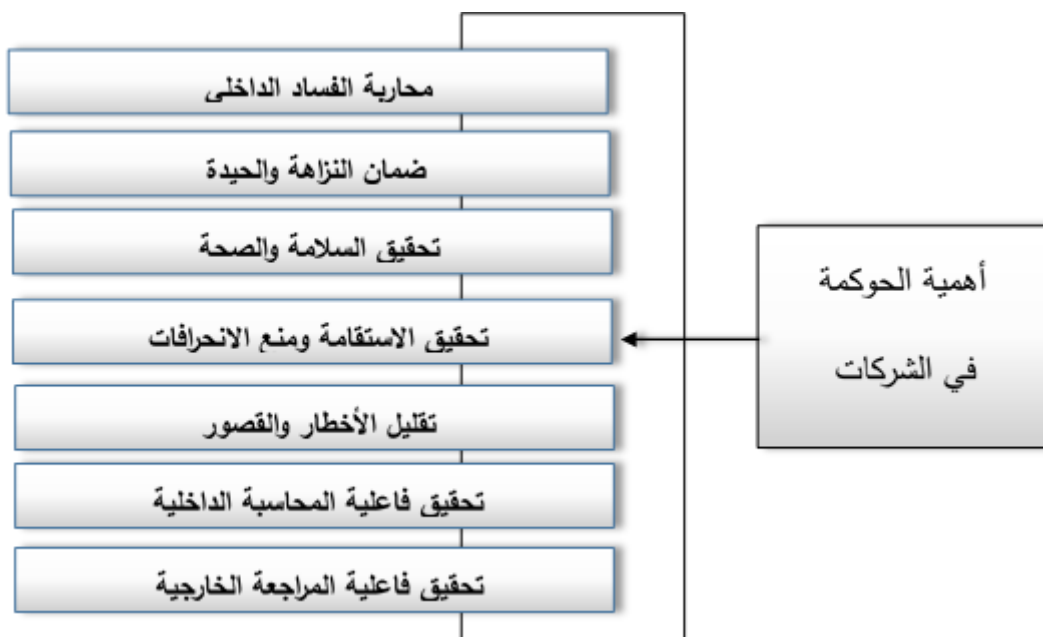 أهمية الحوكمة
في الشركات
محاربة الفساد الداخلى
ضمان النزاهة والحيدة
تحقيق السلامة والصحة
تحقيق الاستقامة ومنع الانحرافات
تقليل الأخطار والقصور
تحقيق فاعلية المحاسبة الداخلية
تحقيق فاعلية المراجعة الخارجية